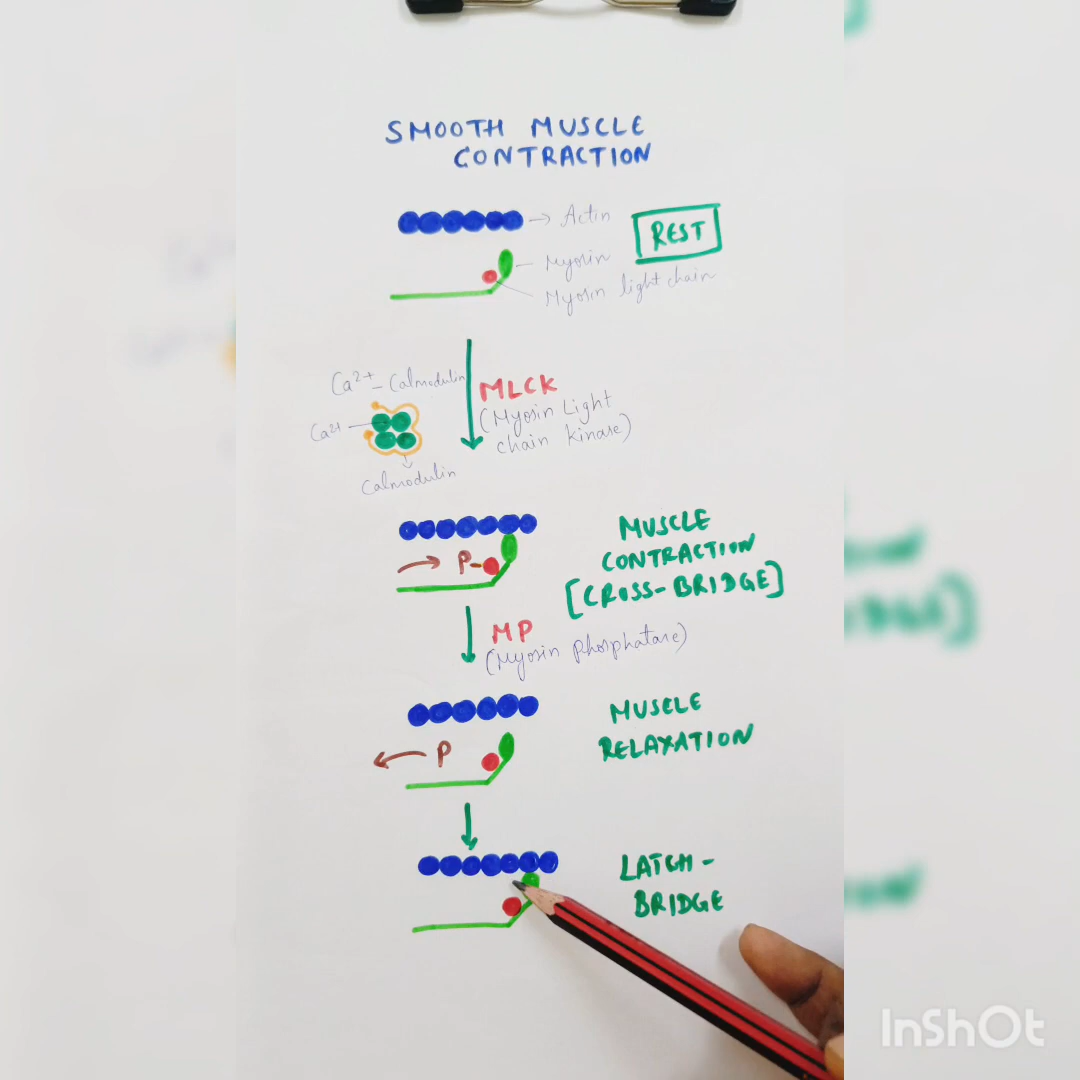 SMOOTH MUSCLE
CONTRACTION
Actin
REST
Myosin
Myosin light chain
Ca2+ - Calmodulin
MLCK
(Myosin Light
chain kinase)
Ca2+
Calmodulin
MUSCLE
CONTRACTION
[CROSS-BRIDGE]
P
MP
(Myosin phosphatase)
MUSCLE
RELAXATION
P
LATCH-
BRIDGE
InShOt